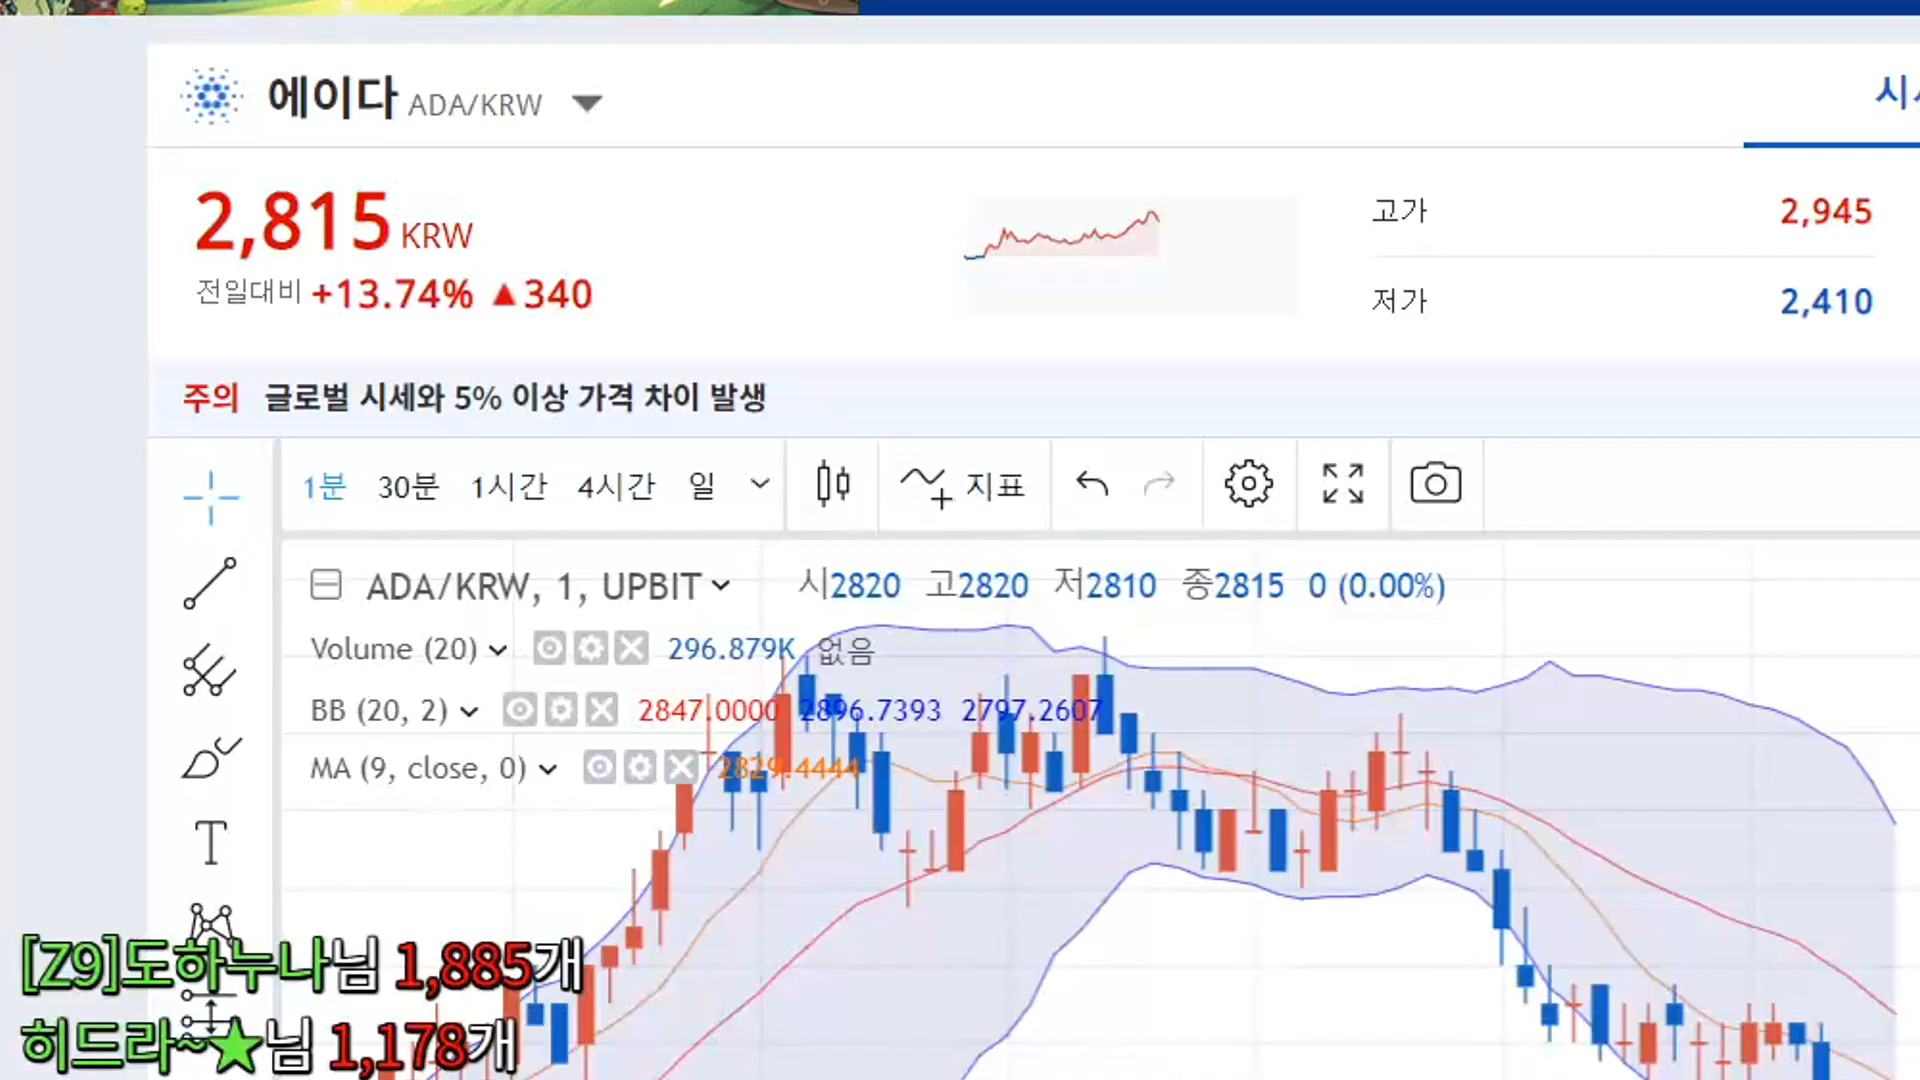 에이다 ADA/KRW
2,815 KRW
전일대비 +13.74% ▲340
고가 2,945
저가 2,410
주의 글로벌 시세와 5% 이상 가격 차이 발생
1분 30분 1시간 4시간 일 지표
ADA/KRW, 1, UPBIT 시2820 고2820 저2810 종2815 0 (0.00%)
Volume (20) 296.879K 없음
BB (20, 2) 2847.0000 2896.7393 2797.2607
MA (9, close, 0) 2829.4444
[Z9]도하누나님 1,885개
히드라~★님 1,178개